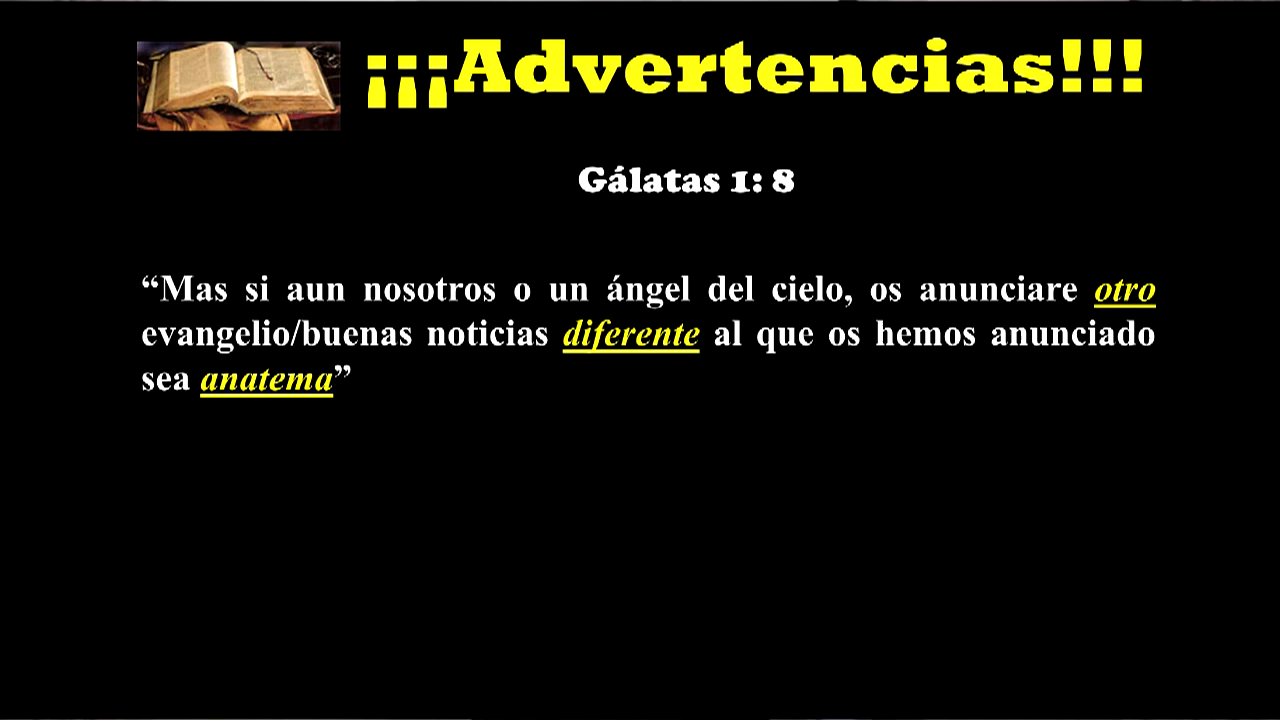 ¡¡¡Advertencias!!!
Gálatas 1: 8
“Mas si aun nosotros o un ángel del cielo, os anunciare otro
evangelio/buenas noticias diferente al que os hemos anunciado
sea anatema”